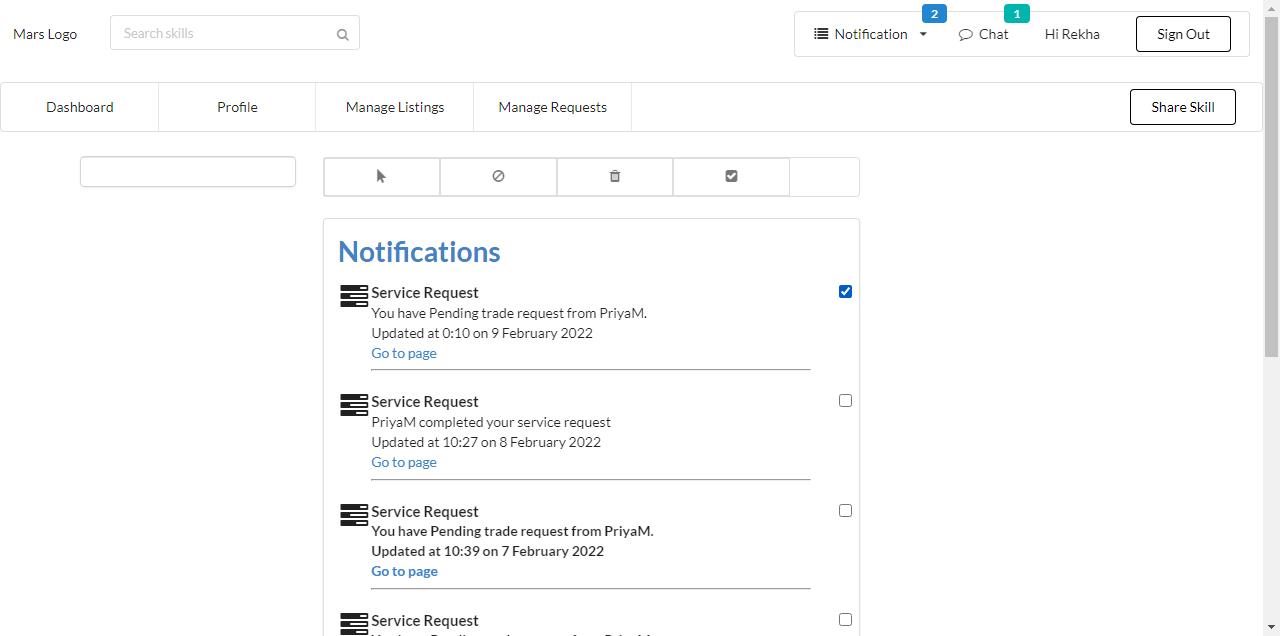 Mars Logo
Search skills
Notification
2
Chat
1
Hi Rekha
Sign Out
Dashboard
Profile
Manage Listings
Manage Requests
Share Skill
Notifications
Service Request
You have Pending trade request from PriyaM.
Updated at 0:10 on 9 February 2022
Go to page
Service Request
PriyaM completed your service request
Updated at 10:27 on 8 February 2022
Go to page
Service Request
You have Pending trade request from PriyaM.
Updated at 10:39 on 7 February 2022
Go to page
Service Request